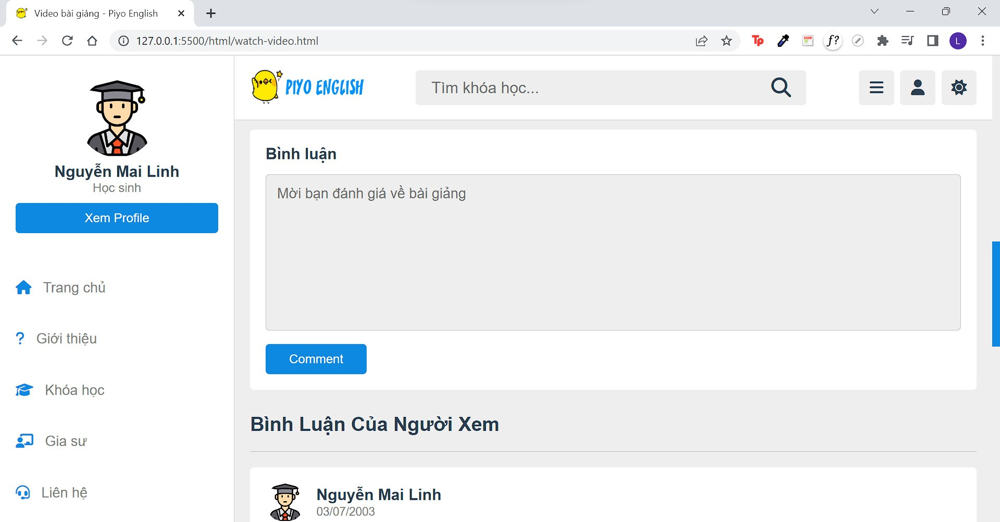 Video bài giảng - Piyo English
127.0.0.1:5500/html/watch-video.html
Tp
f?
L
Nguyễn Mai Linh
Học sinh
Xem Profile
Trang chủ
Giới thiệu
Khóa học
Gia sư
Liên hệ
PIYO ENGLISH
Tìm khóa học...
Bình luận
Mời bạn đánh giá về bài giảng
Comment
Bình Luận Của Người Xem
Nguyễn Mai Linh
03/07/2003